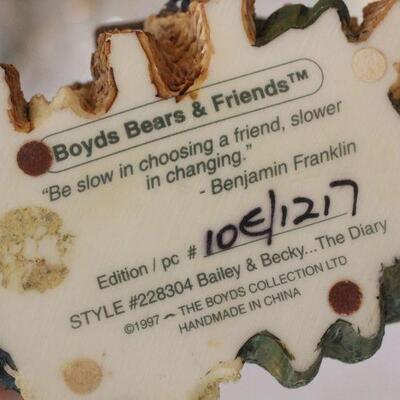 Boyds Bears & Friends™
"Be slow in choosing a friend, slower
in changing."
- Benjamin Franklin
Edition / pc # 10E/1217
STYLE #228304 Bailey & Becky...The Diary
©1997 THE BOYDS COLLECTION LTD
HANDMADE IN CHINA